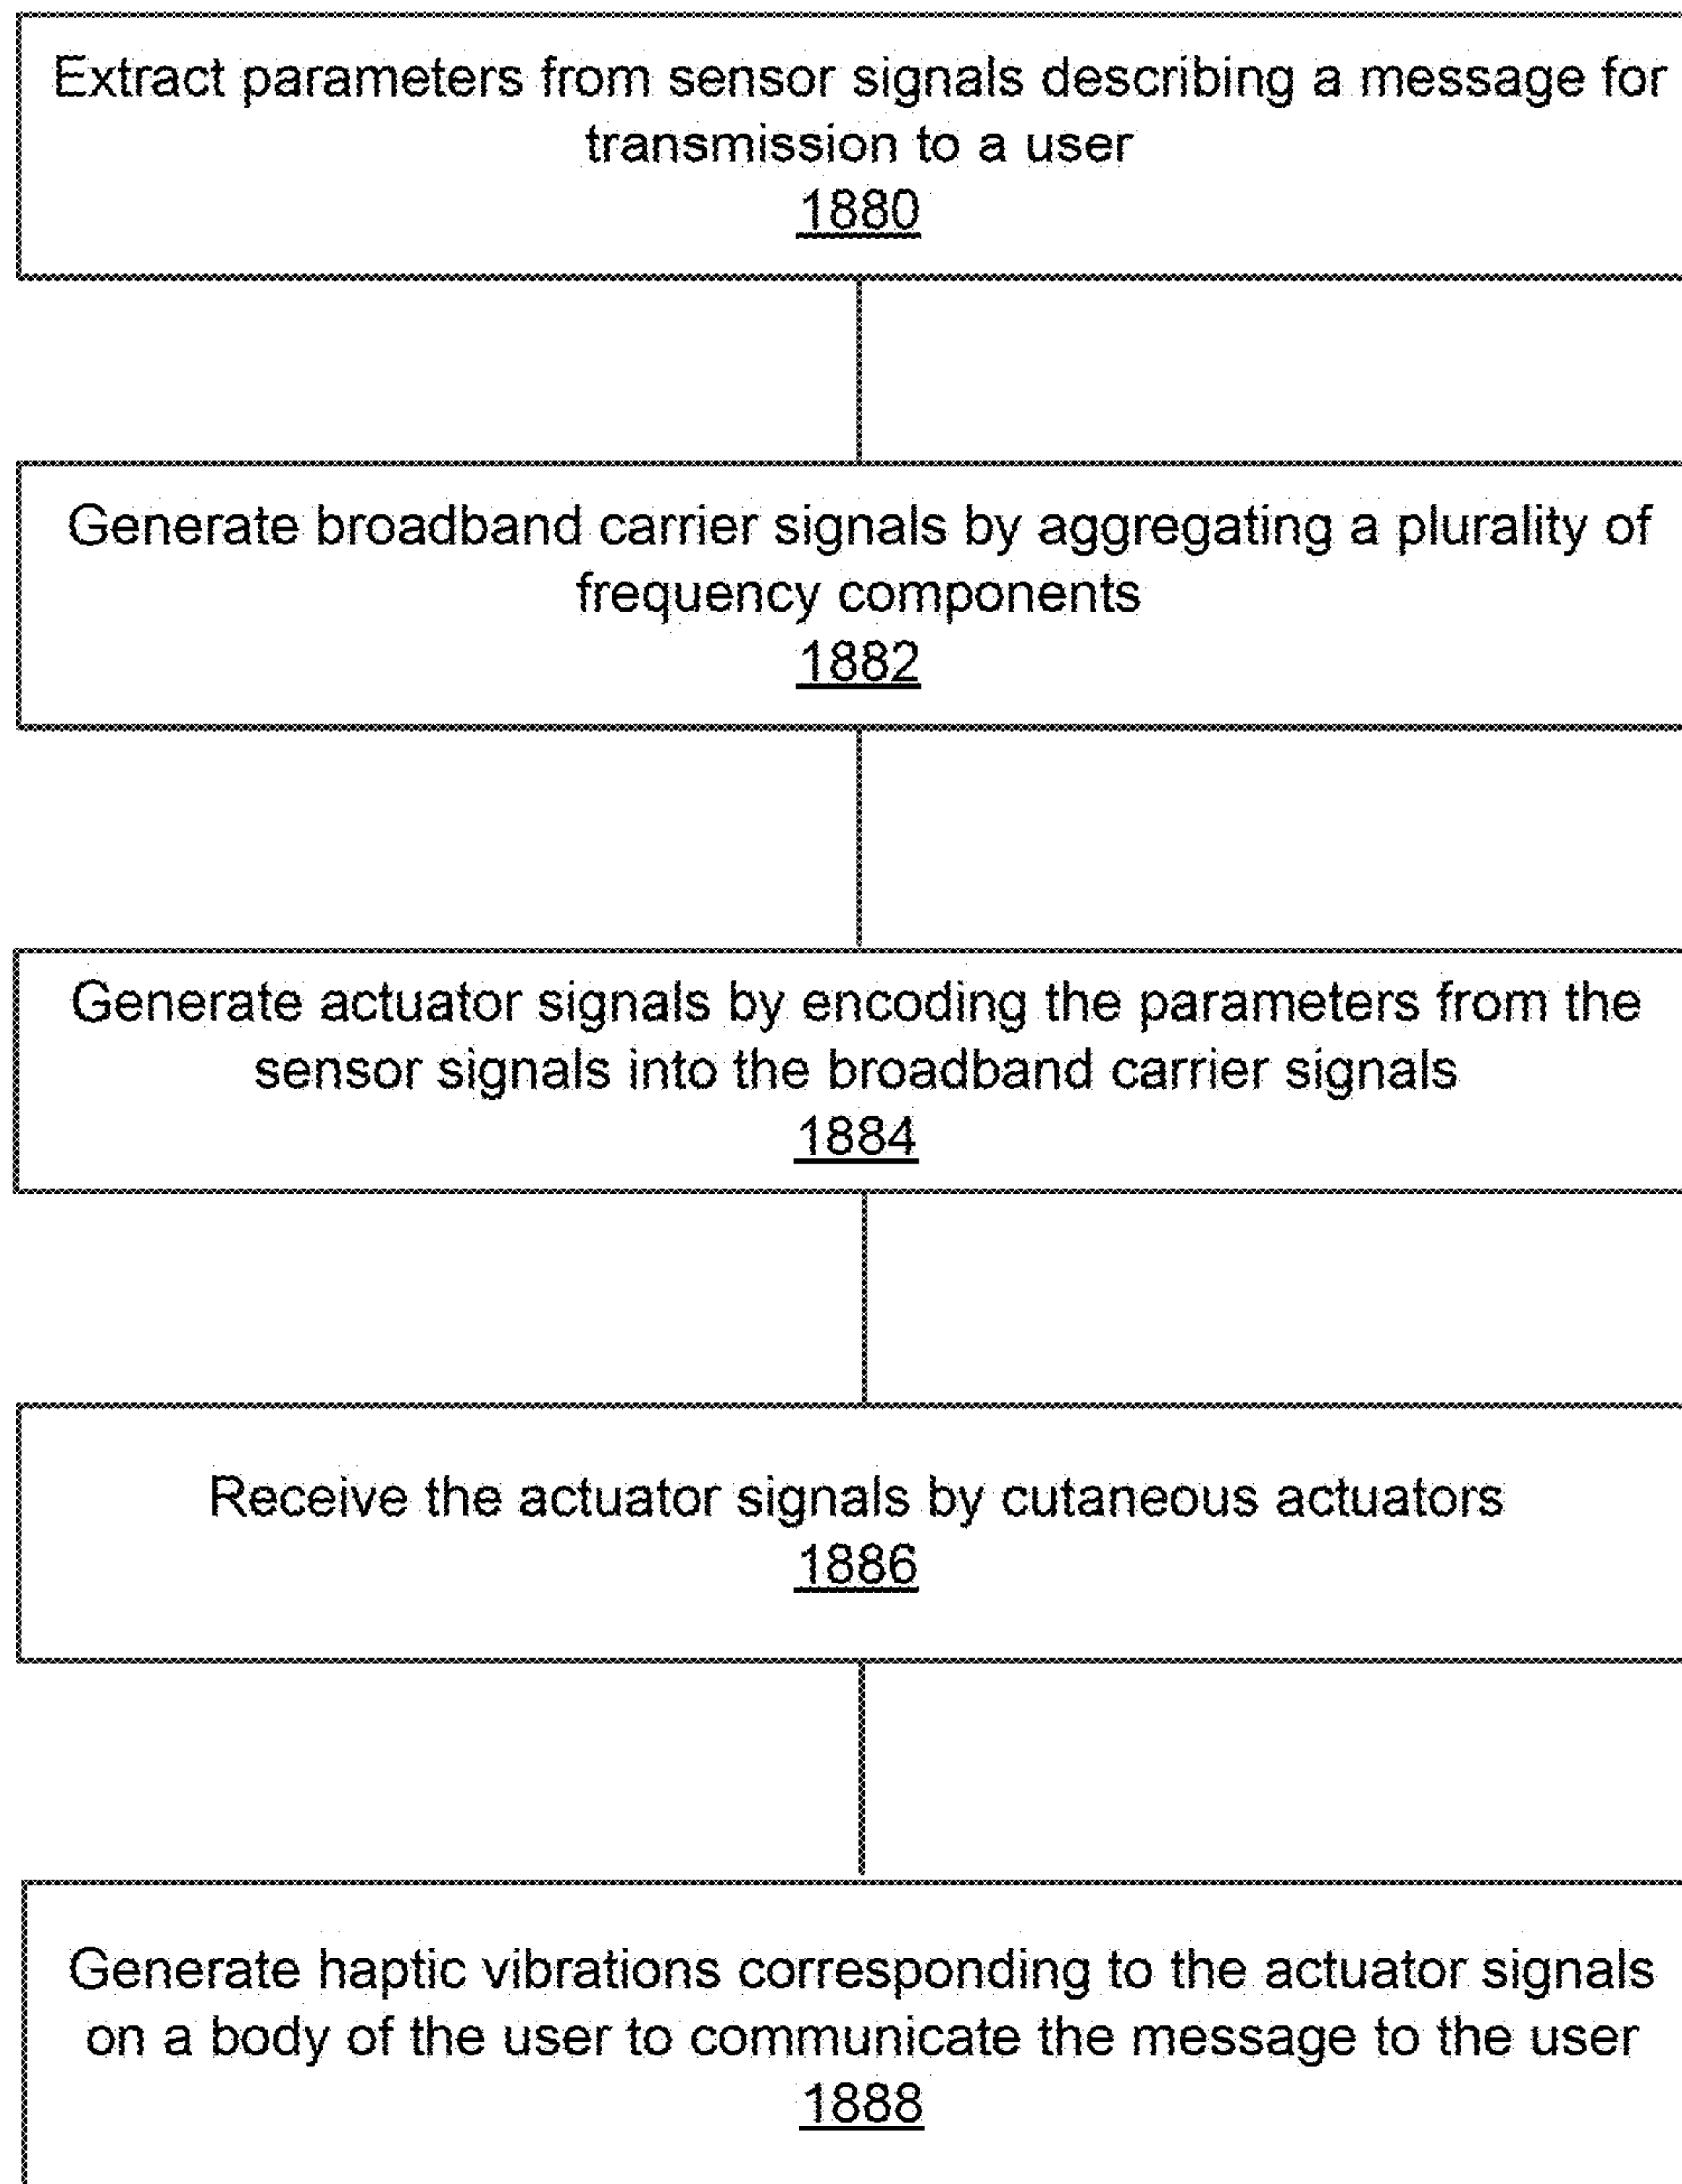 Extract parameters from sensor signals describing a message for
transmission to a user
1880
Generate broadband carrier signals by aggregating a plurality of
frequency components
1882
Generate actuator signals by encoding the parameters from the
sensor signals into the broadband carrier signals
1884
Receive the actuator signals by cutaneous actuators
1886
Generate haptic vibrations corresponding to the actuator signals
on a body of the user to communicate the message to the user
1888